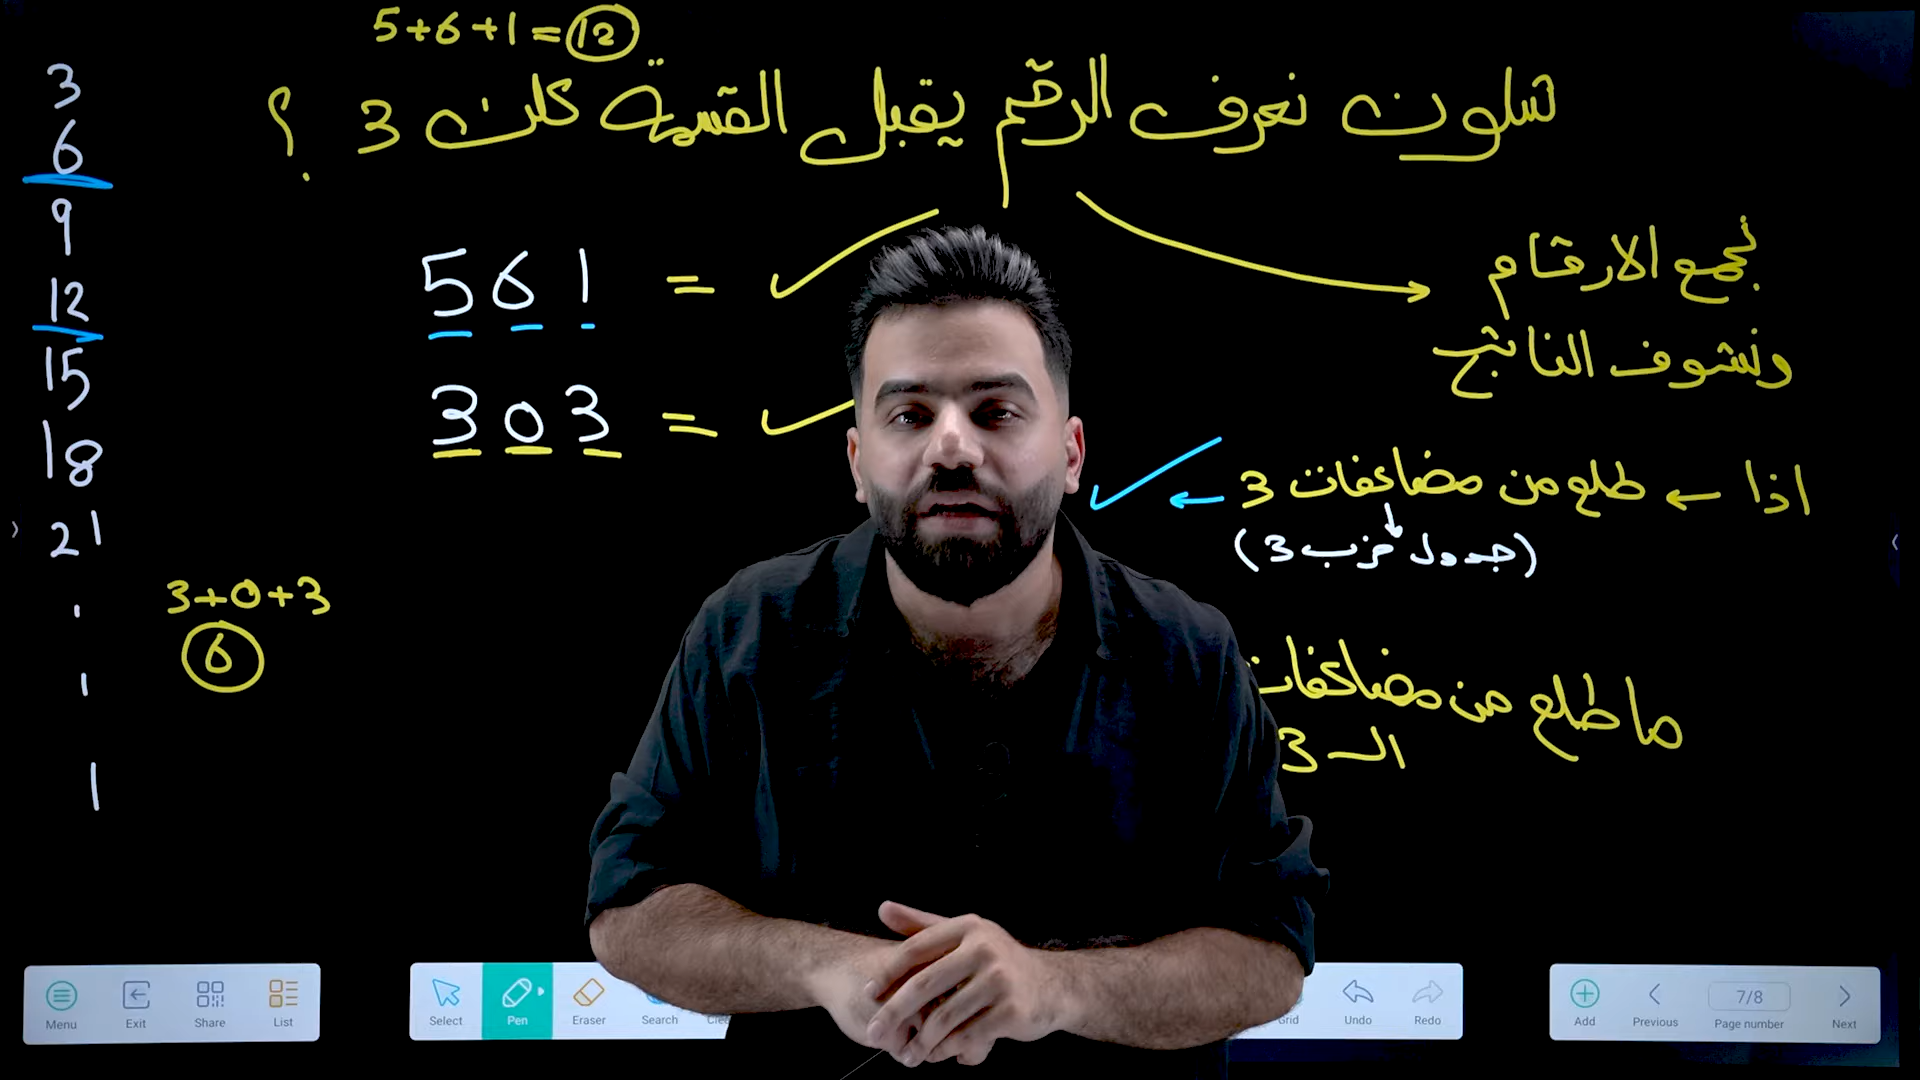 5+6+1=12
شلون نعرف الرقم يقبل القسمة على 3 ؟
نجمع الارقام
ونشوف الناتج
اذا ← طلع من مضاعفات 3 ←
(جدول ضرب 3)
ما طلع من مضاعفات
الـ 3
561 =
303 =
3
6
9
12
15
18
21
3+0+3
6
Menu
Exit
Share
List
Select
Pen
Eraser
Search
Undo
Redo
Add
Previous
7/8
Page number
Next